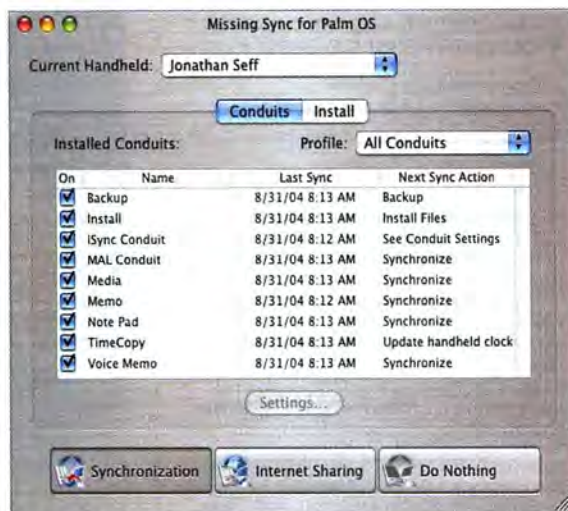 Missing Sync for Palm OS
Current Handheld: Jonathan Seff
Conduits Install
Installed Conduits: Profile: All Conduits
On Name Last Sync Next Sync Action
Backup 8/31/04 8:13 AM Backup
Install 8/31/04 8:13 AM Install Files
iSync Conduit 8/31/04 8:12 AM See Conduit Settings
MAL Conduit 8/31/04 8:13 AM Synchronize
Media 8/31/04 8:13 AM Synchronize
Memo 8/31/04 8:12 AM Synchronize
Note Pad 8/31/04 8:13 AM Synchronize
TimeCopy 8/31/04 8:13 AM Update handheld clock
Voice Memo 8/31/04 8:13 AM Synchronize
Settings...
Synchronization Internet Sharing Do Nothing